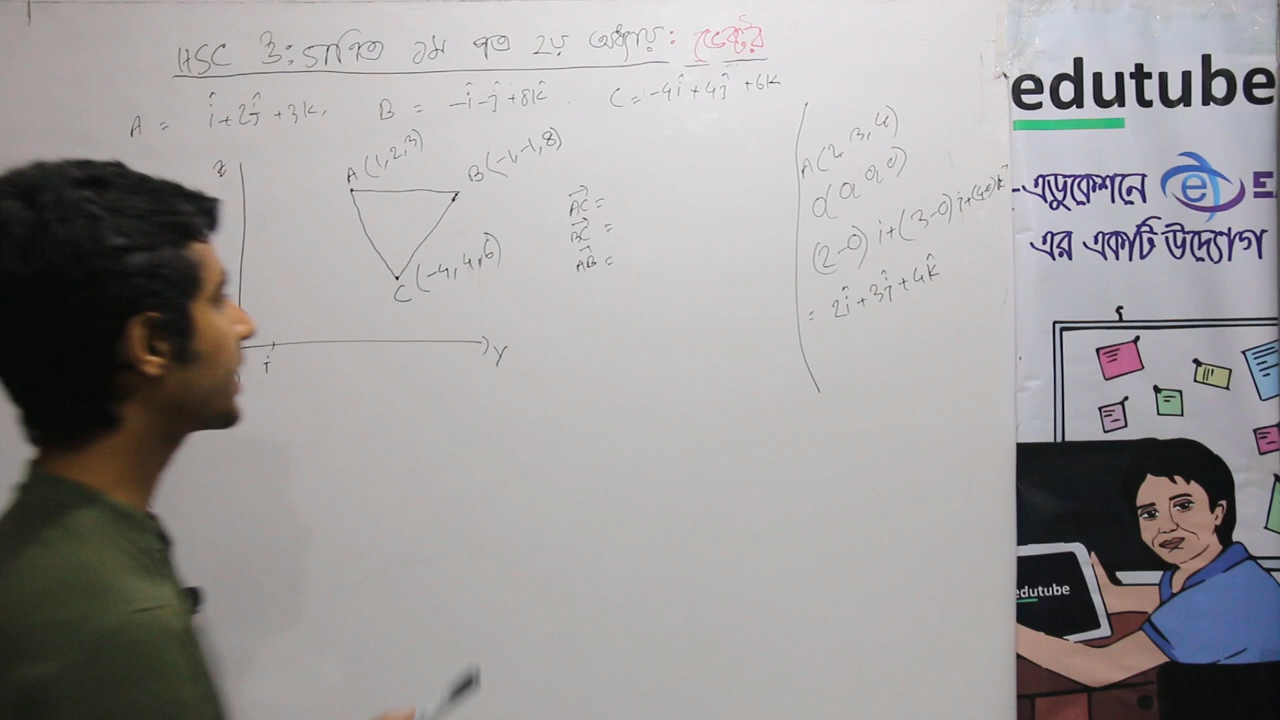 HSC উ: গণিত ১ম পত্র ২য় অধ্যায়: ভেক্টর
A = î+2ĵ+3k, B = -î-ĵ+8k̂. C=-4î+4ĵ+6k̂
z
A(1,2,3)
B(-1,-1,8)
C(-4,4,6)
i
Y
AC⃗ =
BC⃗ =
AB⃗ =
A(2,3,4)
O(0,0,0)
(2-0)i+(3-0)j+(4-0)k̂
= 2î+3ĵ+4k̂
edutube
-এডুকেশনে e E
এর একটি উদ্যোগ
edutube